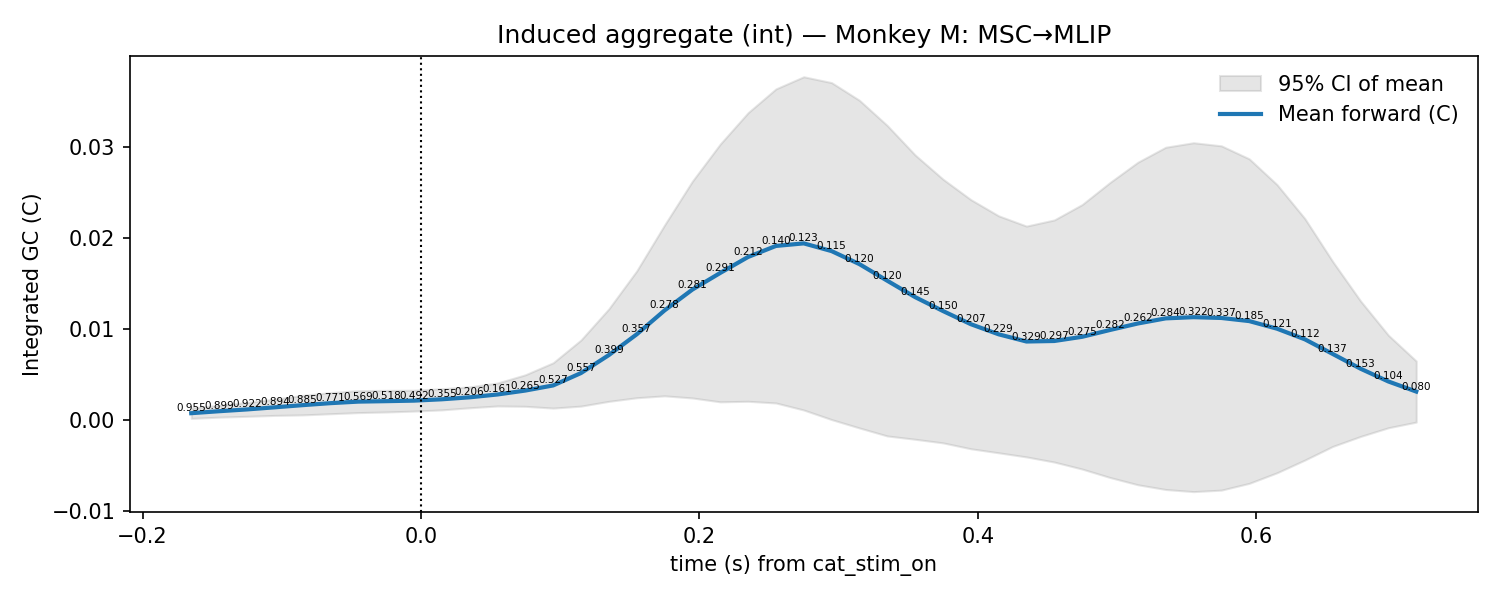 Induced aggregate (int) — Monkey M: MSC→MLIP
95% CI of mean
Mean forward (C)
Integrated GC (C)
0.03
0.02
0.01
0.00
−0.01
0.955 0.899 0.922 0.894 0.885 0.771 0.569 0.518 0.492 0.355 0.206 0.161 0.265 0.527 0.557 0.399 0.357 0.278 0.281 0.291 0.212 0.140 0.123 0.115 0.120 0.120 0.145 0.150 0.207 0.229 0.329 0.297 0.275 0.282 0.262 0.284 0.322 0.337 0.185 0.121 0.112 0.137 0.153 0.104 0.080
−0.2 0.0 0.2 0.4 0.6
time (s) from cat_stim_on